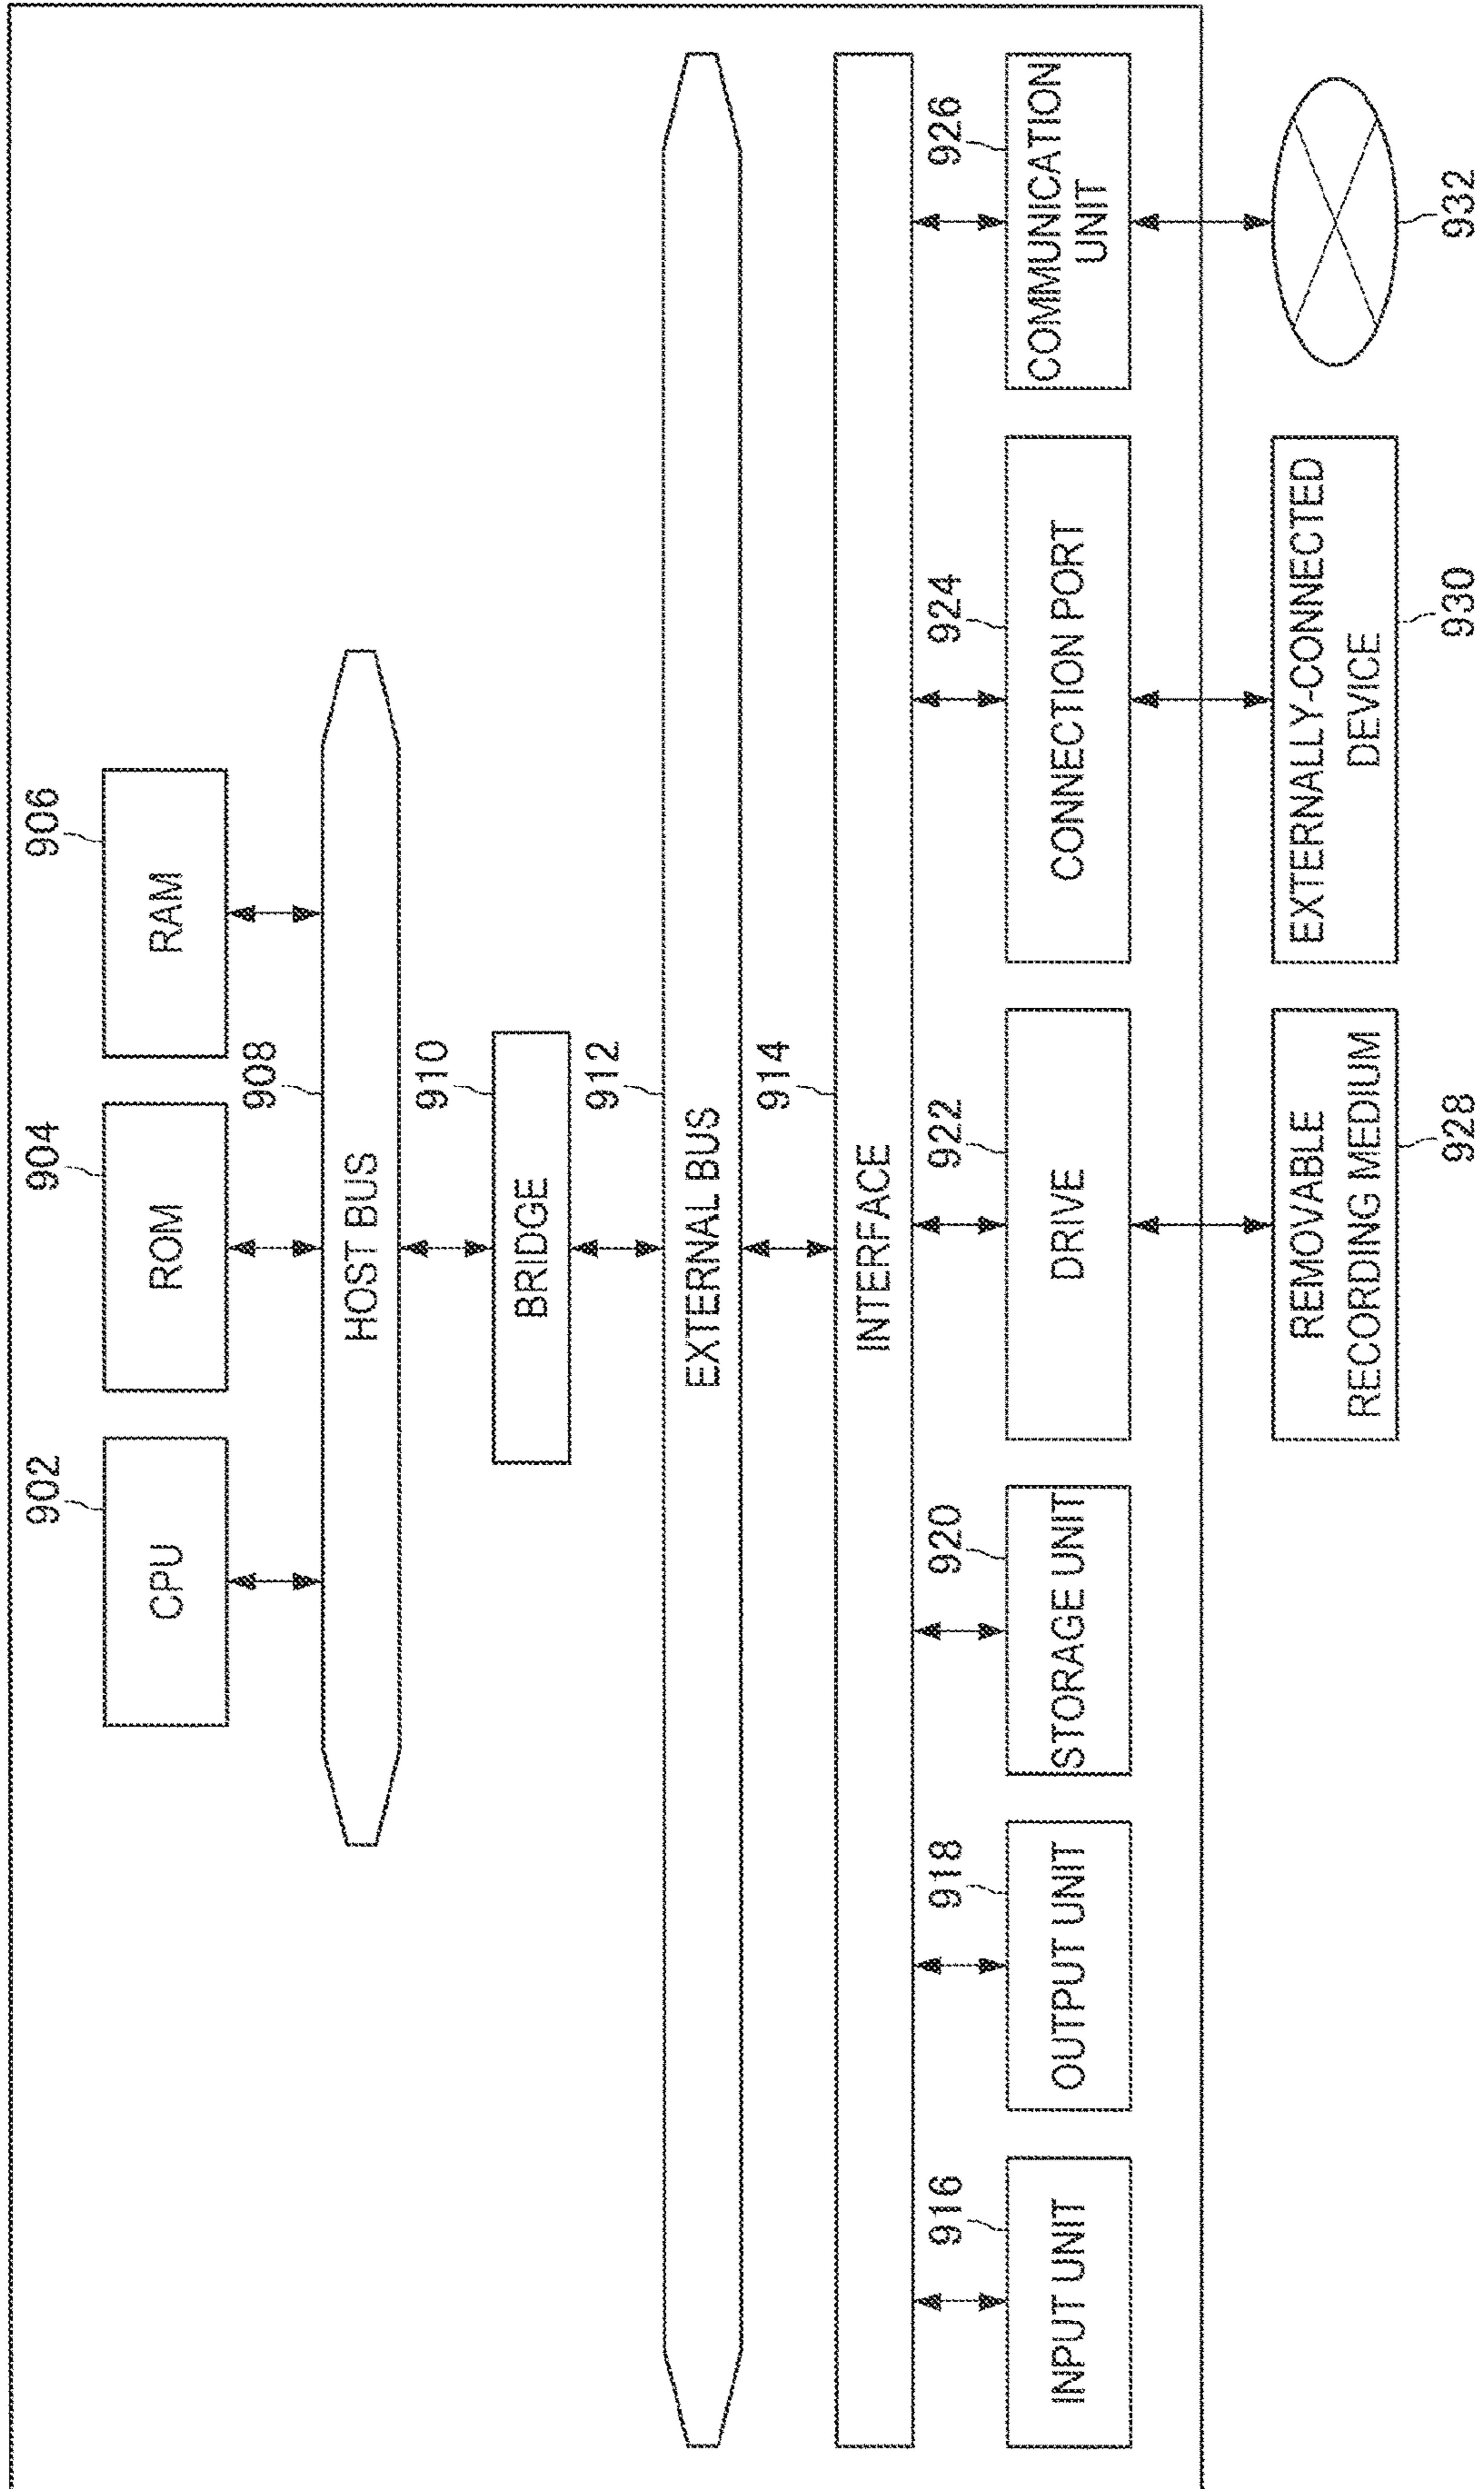 902
904
906
CPU
ROM
RAM
908
HOST BUS
910
BRIDGE
912
EXTERNAL BUS
914
INTERFACE
916
918
920
922
924
926
INPUT UNIT
OUTPUT UNIT
STORAGE UNIT
DRIVE
CONNECTION PORT
COMMUNICATION
UNIT
REMOVABLE
RECORDING MEDIUM
EXTERNALLY-CONNECTED
DEVICE
928
930
932